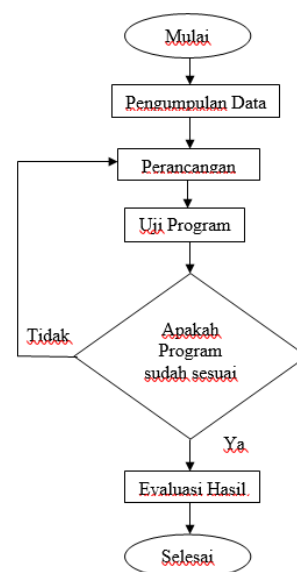 Mulai
Pengumpulan Data
Perancangan
Uji Program
Tidak
Apakah
Program
sudah sesuai
Ya
Evaluasi Hasil
Selesai